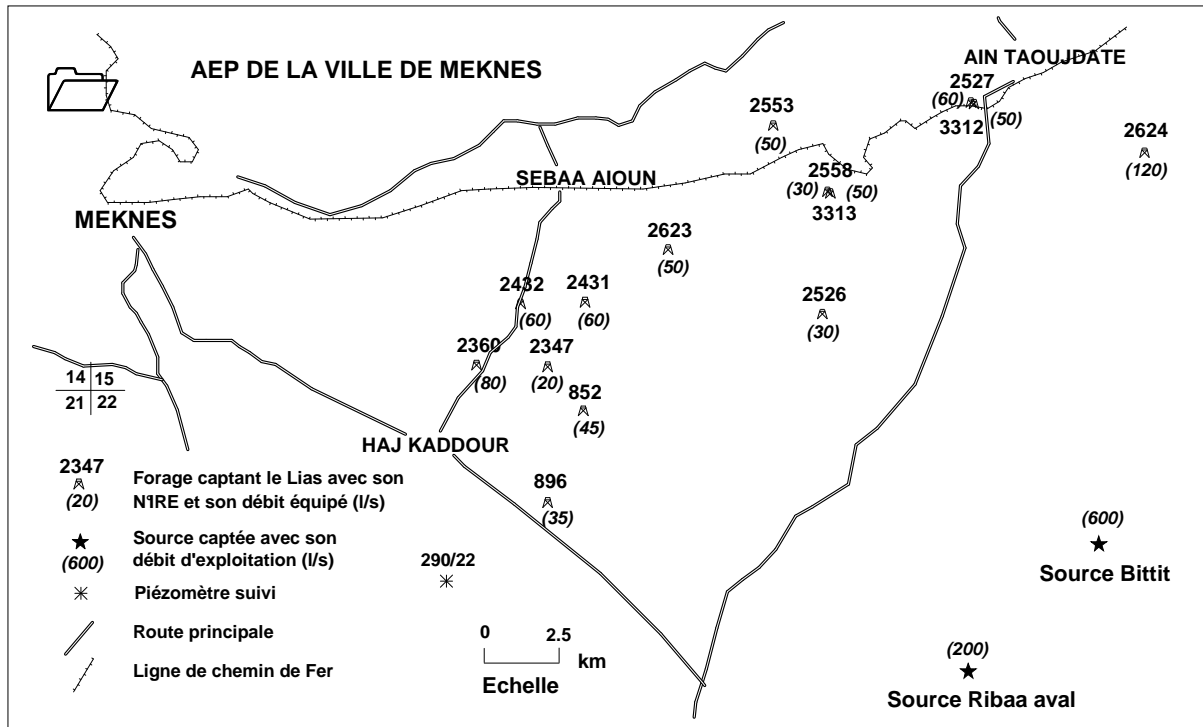 AEP DE LA VILLE DE MEKNES
AIN TAOUJDATE
2527
(60)
3312
(50)
2553
(50)
2624
(120)
SEBAA AIOUN
2558
(30)
(50)
3313
MEKNES
2623
(50)
2432
(60)
2431
(60)
2526
(30)
2360
(80)
2347
(20)
852
(45)
14
15
21
22
HAJ KADDOUR
896
(35)
2347
(20)
Forage captant le Lias avec son
N°IRE et son débit équipé (l/s)
(600)
Source captée avec son
débit d'exploitation (l/s)
290/22
Piézomètre suivi
Route principale
Ligne de chemin de Fer
0
2.5
km
Echelle
(600)
Source Bittit
(200)
Source Ribaa aval